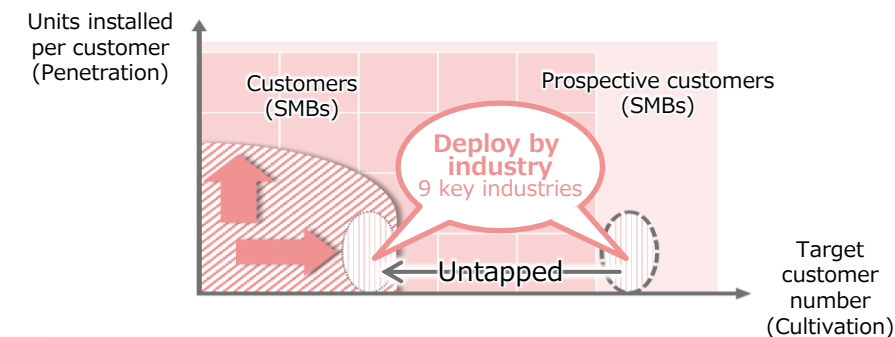 Units installed
per customer
(Penetration)
Customers
(SMBs)
Prospective customers
(SMBs)
Deploy by
industry
9 key industries
Untapped
Target
customer
number
(Cultivation)